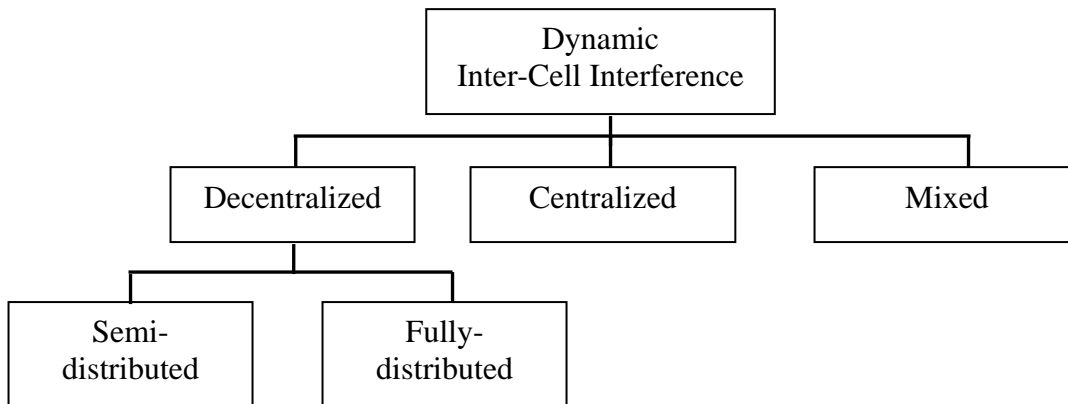 Dynamic
Inter-Cell Interference
Decentralized
Centralized
Mixed
Semi-
distributed
Fully-
distributed